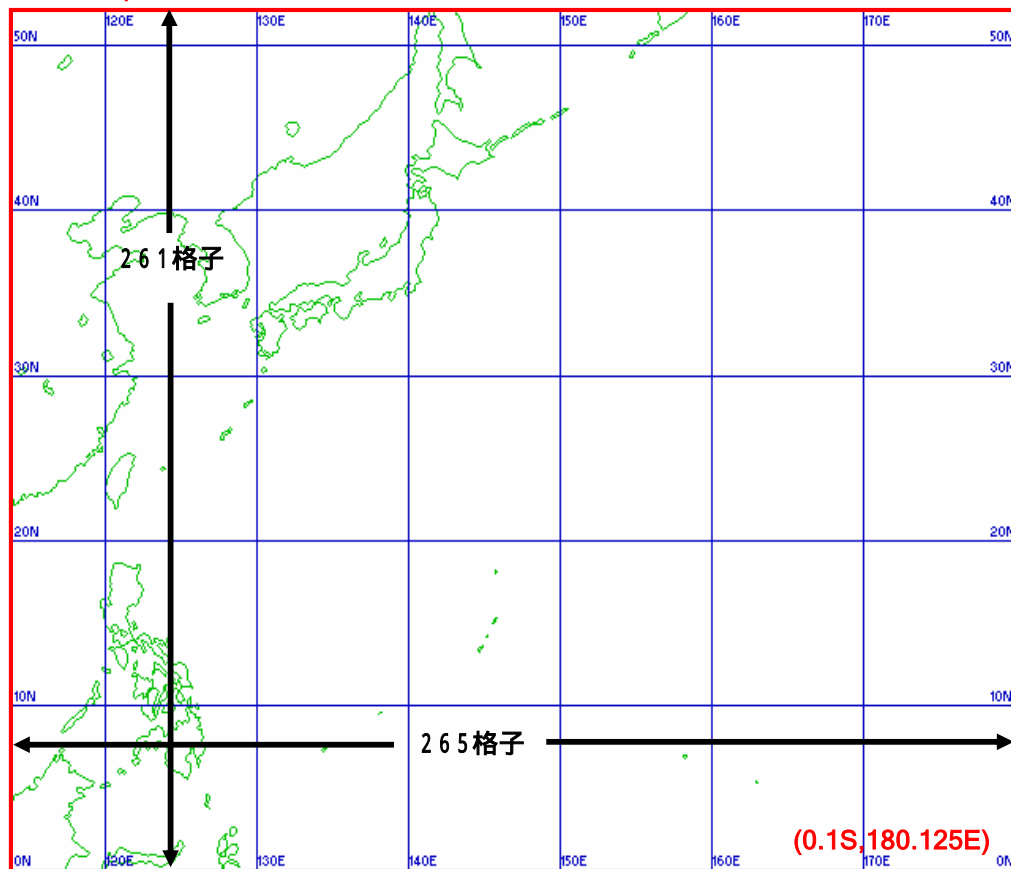 120E 130E 140E 150E 160E 170E
50N 50N
40N 40N
261格子
30N 30N
20N 20N
10N 10N
265格子
(0.1S,180.125E)
0N 120E 130E 140E 150E 160E 170E 0N